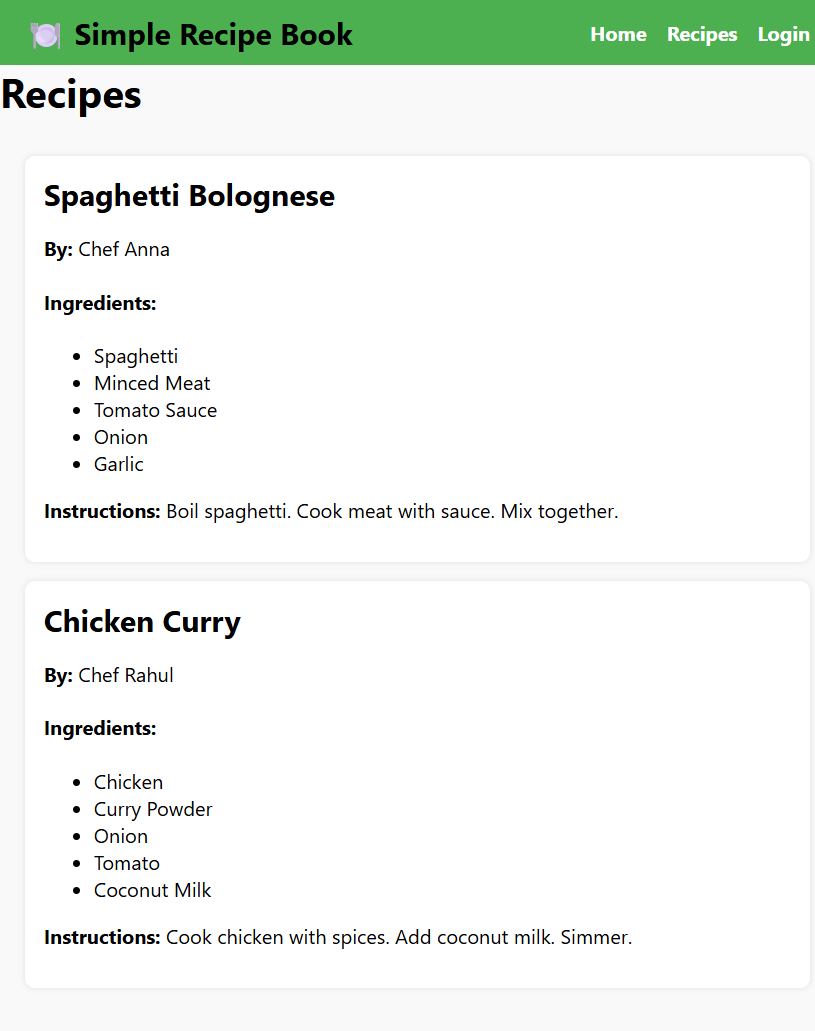 Simple Recipe Book
Home Recipes Login
Recipes
Spaghetti Bolognese
By: Chef Anna
Ingredients:
Spaghetti
Minced Meat
Tomato Sauce
Onion
Garlic
Instructions: Boil spaghetti. Cook meat with sauce. Mix together.
Chicken Curry
By: Chef Rahul
Ingredients:
Chicken
Curry Powder
Onion
Tomato
Coconut Milk
Instructions: Cook chicken with spices. Add coconut milk. Simmer.